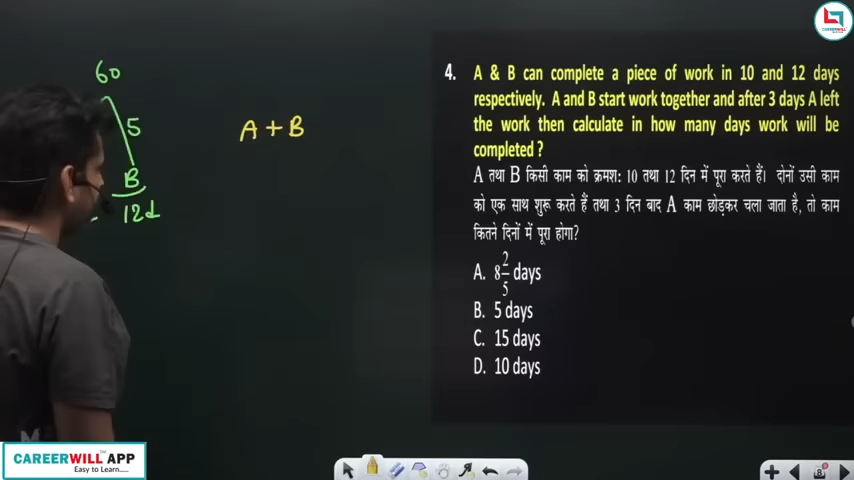 CAREERWILL
60
5
B
12d
A + B
4. A & B can complete a piece of work in 10 and 12 days
respectively. A and B start work together and after 3 days A left
the work then calculate in how many days work will be
completed ?
A तथा B किसी काम को क्रमश: 10 तथा 12 दिन में पूरा करते हैं। दोनों उसी काम
को एक साथ शुरू करते हैं तथा 3 दिन बाद A काम छोड़कर चला जाता है, तो काम
कितने दिनों में पूरा होगा?
A. 8 2/5 days
B. 5 days
C. 15 days
D. 10 days
CAREERWILL APP
Easy to Learn.....